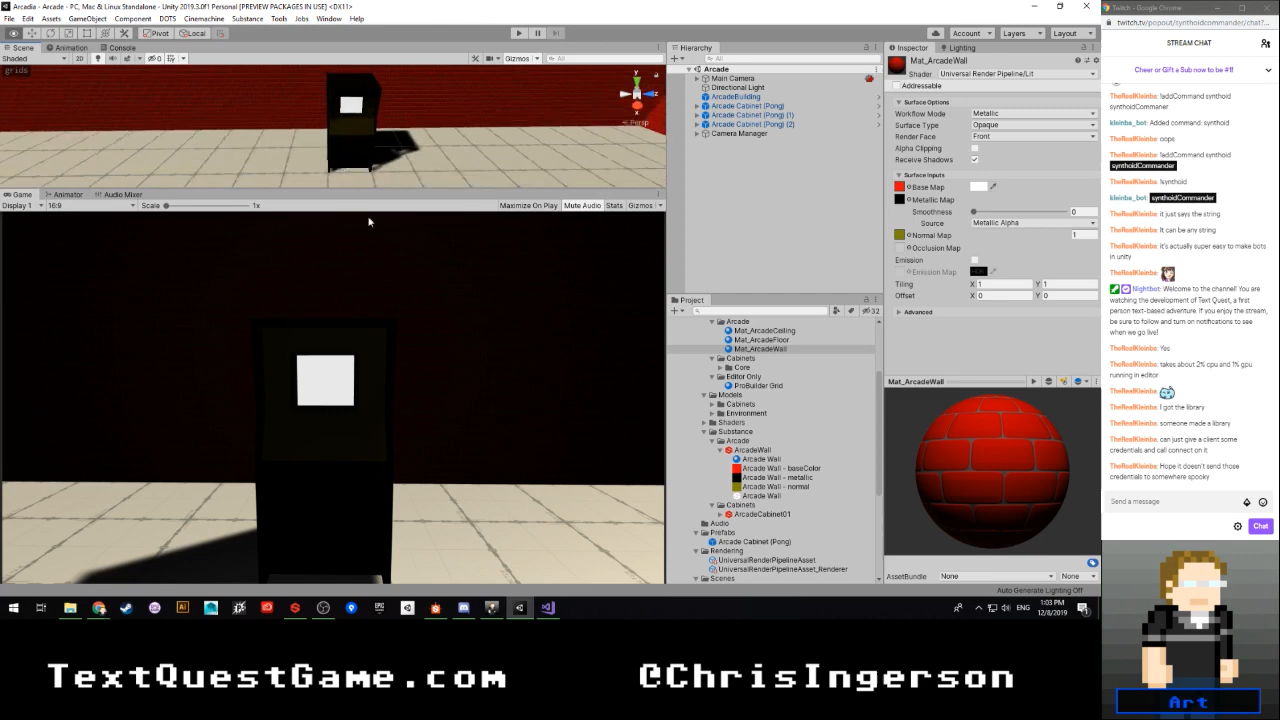 Arcadia - Arcade - PC, Mac & Linux Standalone - Unity 2019.3.0f1 [PREVIEW PACKAGES IN USE] <DX11>
File Edit Assets GameObject Component DOTS Cinemachine Substance Tools Jobs Window Help
Pivot Local Account Layers Layout
Scene Animation Console
Shaded 2D Gizmos All
grids
Persp
Game Animator Audio Mixer
Display 1 16:9 Scale 1x Maximize On Play Mute Audio Stats Gizmos
Hierarchy
All
Arcade
Main Camera
Directional Light
ArcadeBuilding
Arcade Cabinet (Pong)
Arcade Cabinet (Pong) (1)
Arcade Cabinet (Pong) (2)
Camera Manager
Project
32
Arcade
Mat_ArcadeCeiling
Mat_ArcadeFloor
Mat_ArcadeWall
Cabinets
Core
Editor Only
ProBuilder Grid
Models
Cabinets
Environment
Shaders
Substance
Arcade
ArcadeWall
Arcade Wall
Arcade Wall - baseColor
Arcade Wall - metallic
Arcade Wall - normal
Arcade Wall
Cabinets
ArcadeCabinet01
Audio
Prefabs
Arcade Cabinet (Pong)
Rendering
UniversalRenderPipelineAsset
UniversalRenderPipelineAsset_Renderer
Scenes
Inspector Lighting
Mat_ArcadeWall
Shader Universal Render Pipeline/Lit
Addressable
Surface Options
Workflow Mode Metallic
Surface Type Opaque
Render Face Front
Alpha Clipping
Receive Shadows
Surface Inputs
Base Map
Metallic Map
Smoothness 0
Source Metallic Alpha
Normal Map 1
Occlusion Map
Emission
Emission Map HDR
Tiling X 1 Y 1
Offset X 0 Y 0
Advanced
Mat_ArcadeWall
AssetBundle None None
Auto Generate Lighting Off
ENG 1:03 PM
12/8/2019
Twitch - Google Chrome
twitch.tv/popout/synthoidcommander/chat?...
STREAM CHAT
Cheer or Gift a Sub now to be #1!
TheRealKleinba: !addCommand synthoid
synthoidCommaner
kleinba_bot: Added command: synthoid
TheRealKleinba: oops
TheRealKleinba: !addCommand synthoid
synthoidCommander
TheRealKleinba: !synthoid
kleinba_bot: synthoidCommander
TheRealKleinba: it just says the string
TheRealKleinba: It can be any string
TheRealKleinba: it's actually super easy to make bots
in unity
TheRealKleinba:
Nightbot: Welcome to the channel! You are
watching the development of Text Quest, a first
person text-based adventure. If you enjoy the stream,
be sure to follow and turn on notifications to see
when we go live!
TheRealKleinba: Yes
TheRealKleinba: takes about 2% cpu and 1% gpu
running in editor
TheRealKleinba:
TheRealKleinba: I got the library
TheRealKleinba: someone made a library
TheRealKleinba: can just give a client some
credentials and call connect on it
TheRealKleinba: Hope it doesn't send those
credentials to somewhere spooky
Send a message
Chat
TextQuestGame.com @ChrisIngerson
Art